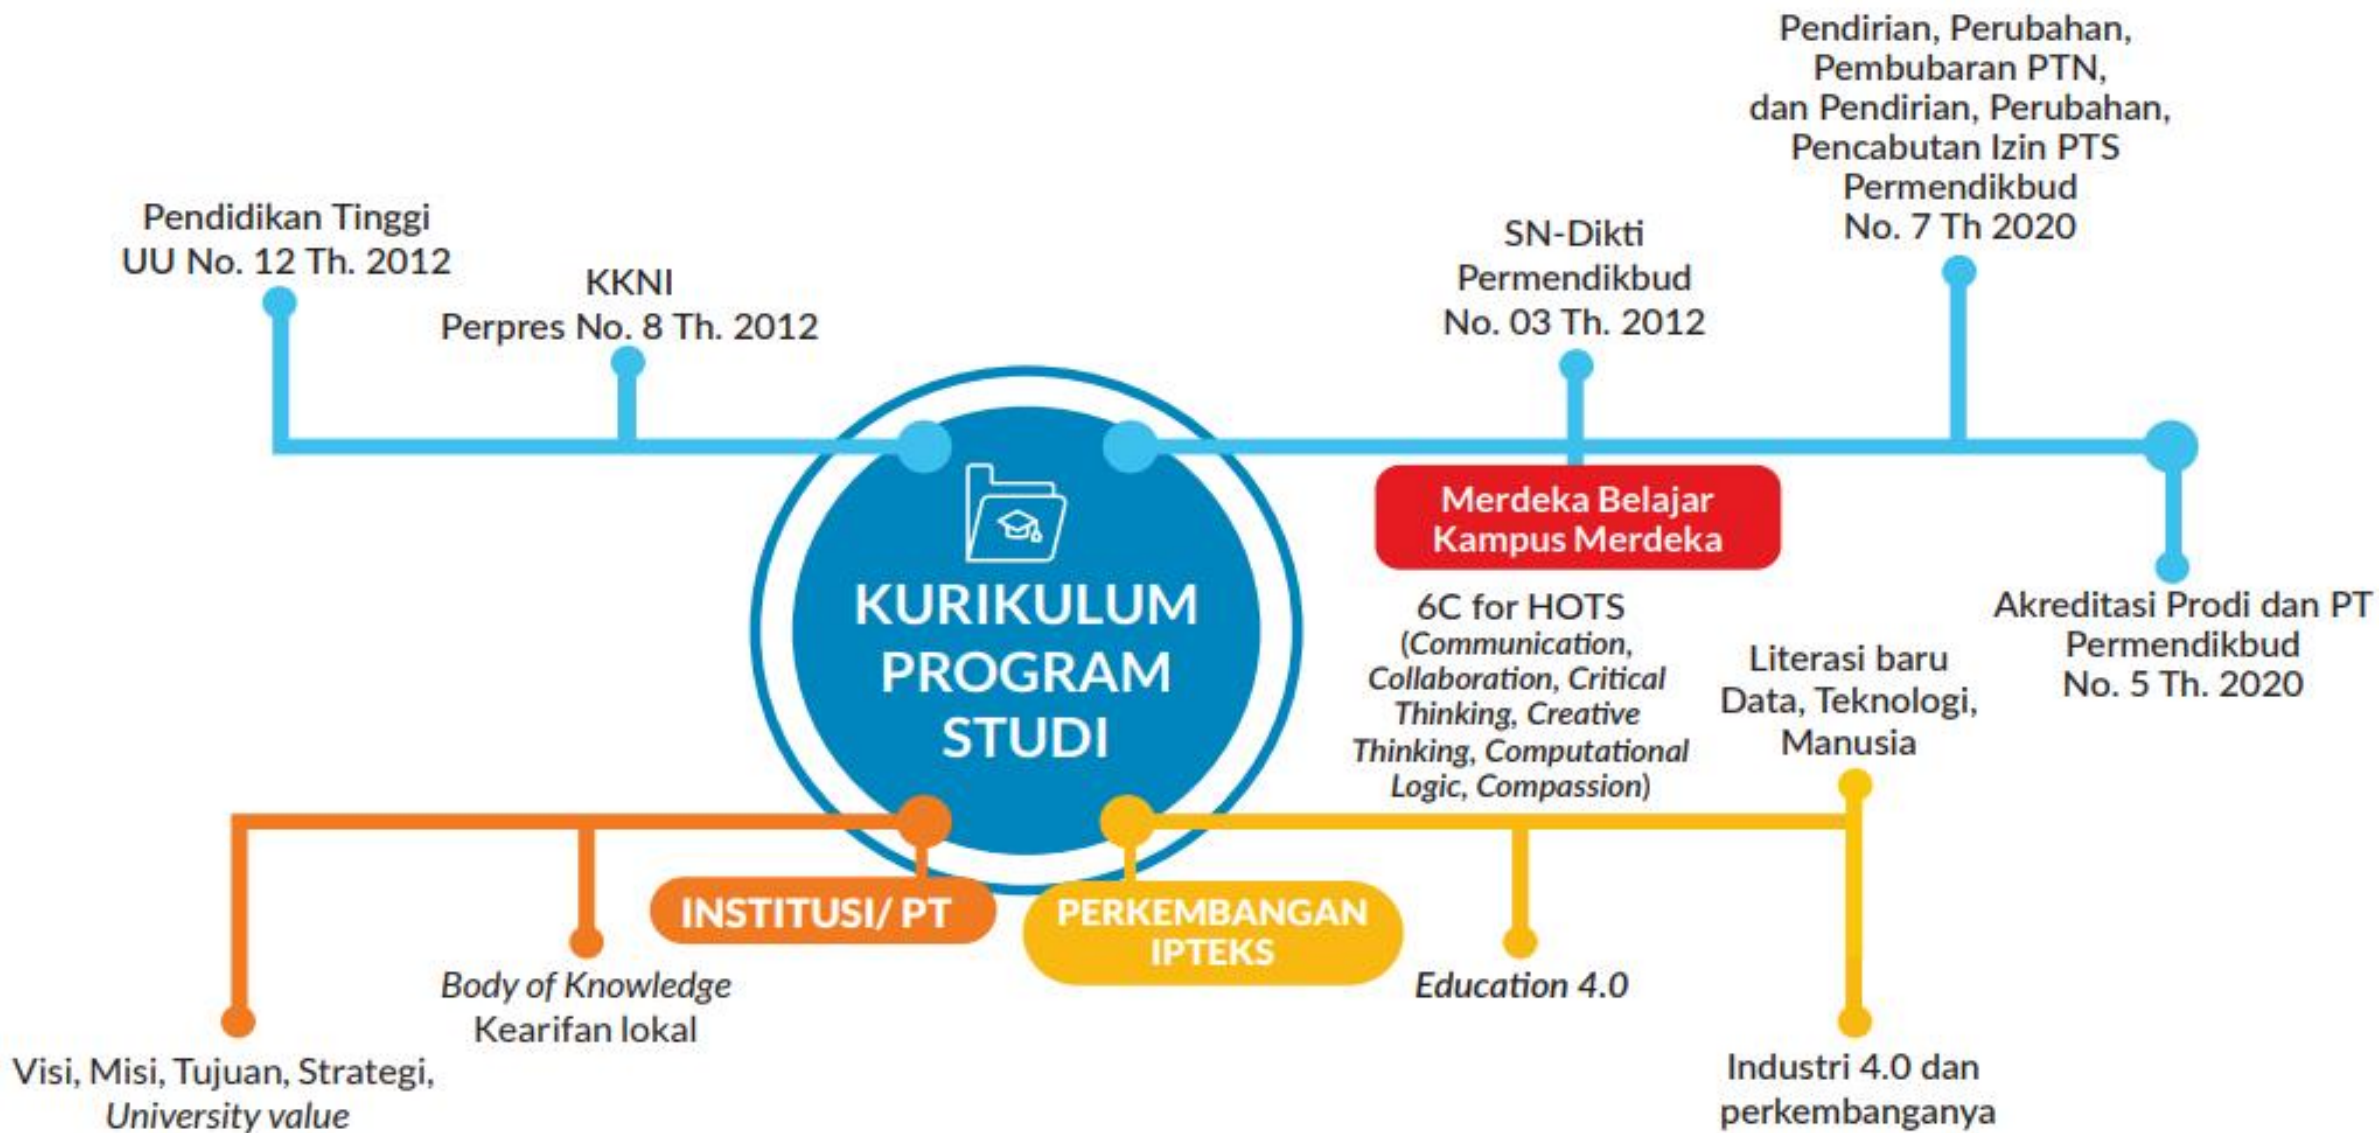 Pendidikan Tinggi
UU No. 12 Th. 2012
KKNI
Perpres No. 8 Th. 2012
SN-Dikti
Permendikbud
No. 03 Th. 2012
Pendirian, Perubahan,
Pembubaran PTN,
dan Pendirian, Perubahan,
Pencabutan Izin PTS
Permendikbud
No. 7 Th 2020
Merdeka Belajar
Kampus Merdeka
Akreditasi Prodi dan PT
Permendikbud
No. 5 Th. 2020
KURIKULUM
PROGRAM
STUDI
6C for HOTS
(Communication,
Collaboration, Critical
Thinking, Creative
Thinking, Computational
Logic, Compassion)
Literasi baru
Data, Teknologi,
Manusia
INSTITUSI/ PT
PERKEMBANGAN
IPTEKS
Body of Knowledge
Kearifan lokal
Visi, Misi, Tujuan, Strategi,
University value
Education 4.0
Industri 4.0 dan
perkembanganya